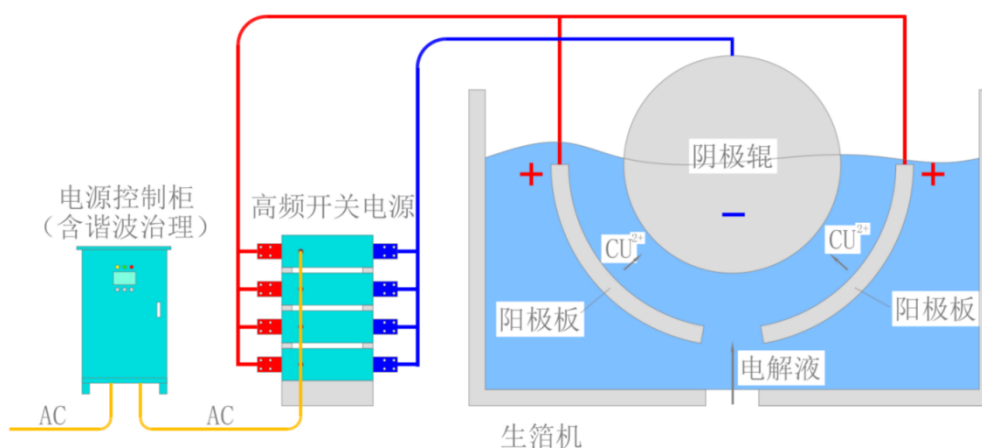 电源控制柜
（含谐波治理）
高频开关电源
AC
AC
+
阴极辊
+
−
CU²⁺
CU²⁺
阳极板
阳极板
电解液
生箔机